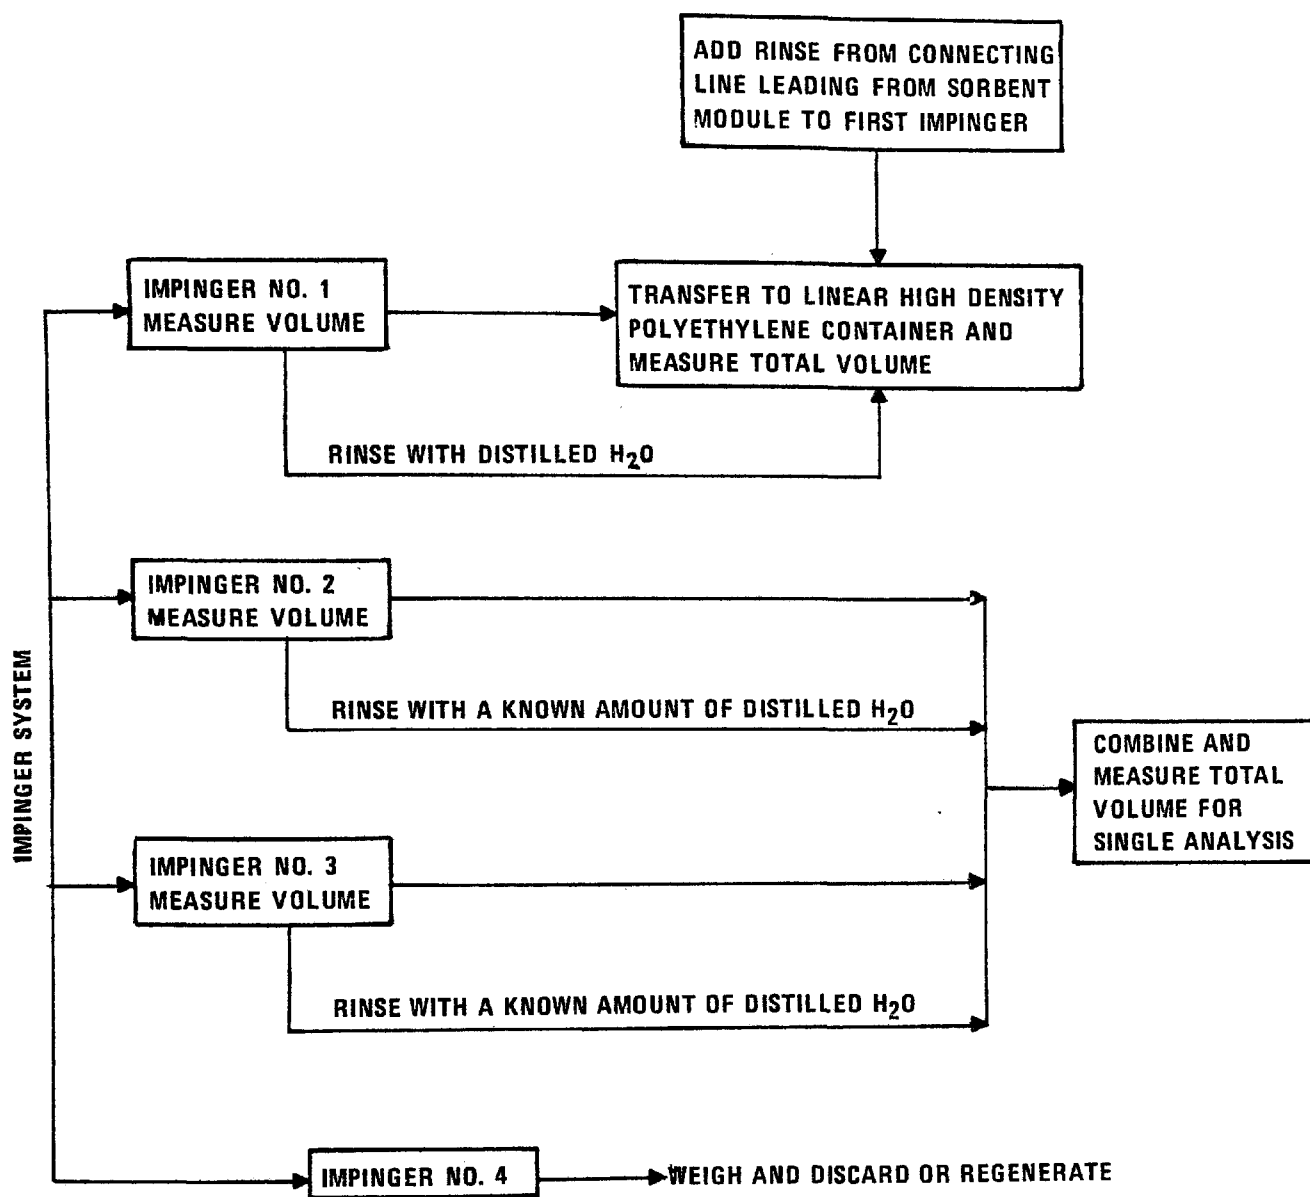 ADD RINSE FROM CONNECTING
LINE LEADING FROM SORBENT
MODULE TO FIRST IMPINGER
IMPINGER NO. 1
MEASURE VOLUME
TRANSFER TO LINEAR HIGH DENSITY
POLYETHYLENE CONTAINER AND
MEASURE TOTAL VOLUME
RINSE WITH DISTILLED H₂O
IMPINGER SYSTEM
IMPINGER NO. 2
MEASURE VOLUME
RINSE WITH A KNOWN AMOUNT OF DISTILLED H₂O
COMBINE AND
MEASURE TOTAL
VOLUME FOR
SINGLE ANALYSIS
IMPINGER NO. 3
MEASURE VOLUME
RINSE WITH A KNOWN AMOUNT OF DISTILLED H₂O
IMPINGER NO. 4
WEIGH AND DISCARD OR REGENERATE